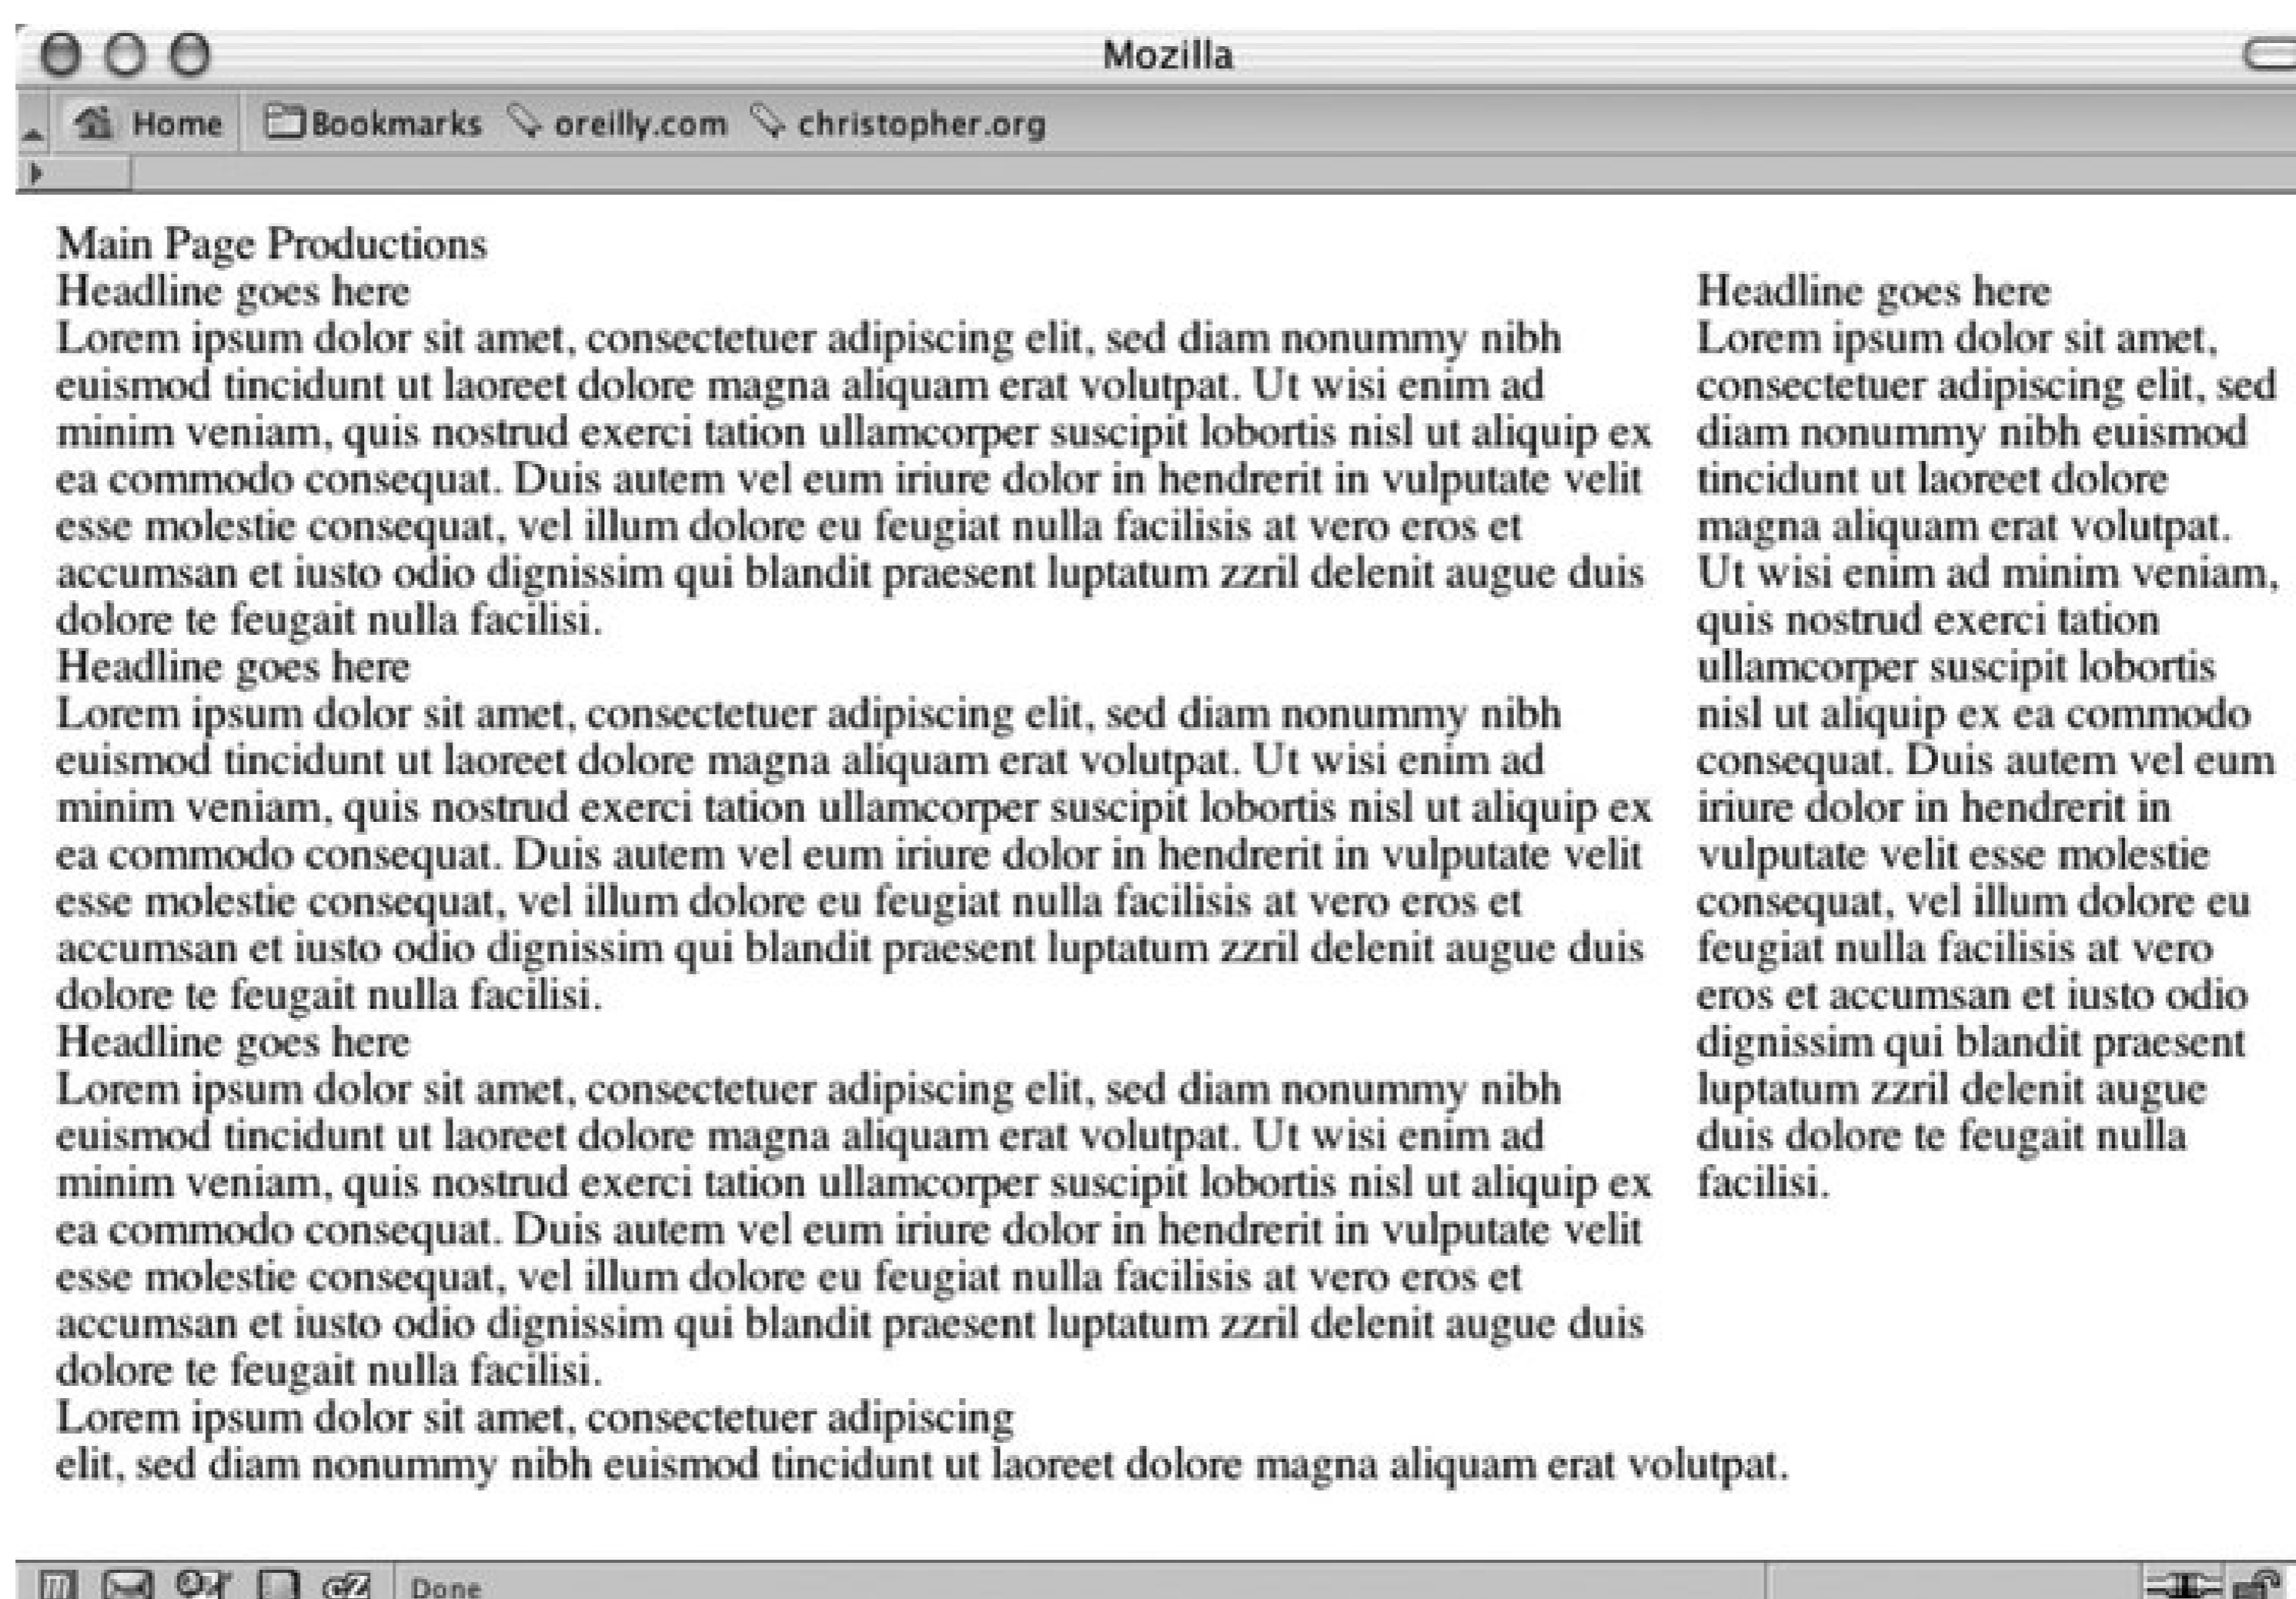 Mozilla
Home Bookmarks oreilly.com christopher.org
Main Page Productions
Headline goes here
Lorem ipsum dolor sit amet, consectetuer adipiscing elit, sed diam nonummy nibh
euismod tincidunt ut laoreet dolore magna aliquam erat volutpat. Ut wisi enim ad
minim veniam, quis nostrud exerci tation ullamcorper suscipit lobortis nisl ut aliquip ex
ea commodo consequat. Duis autem vel eum iriure dolor in hendrerit in vulputate velit
esse molestie consequat, vel illum dolore eu feugiat nulla facilisis at vero eros et
accumsan et iusto odio dignissim qui blandit praesent luptatum zzril delenit augue duis
dolore te feugait nulla facilisi.
Headline goes here
Lorem ipsum dolor sit amet, consectetuer adipiscing elit, sed diam nonummy nibh
euismod tincidunt ut laoreet dolore magna aliquam erat volutpat. Ut wisi enim ad
minim veniam, quis nostrud exerci tation ullamcorper suscipit lobortis nisl ut aliquip ex
ea commodo consequat. Duis autem vel eum iriure dolor in hendrerit in vulputate velit
esse molestie consequat, vel illum dolore eu feugiat nulla facilisis at vero eros et
accumsan et iusto odio dignissim qui blandit praesent luptatum zzril delenit augue duis
dolore te feugait nulla facilisi.
Headline goes here
Lorem ipsum dolor sit amet, consectetuer adipiscing elit, sed diam nonummy nibh
euismod tincidunt ut laoreet dolore magna aliquam erat volutpat. Ut wisi enim ad
minim veniam, quis nostrud exerci tation ullamcorper suscipit lobortis nisl ut aliquip ex
ea commodo consequat. Duis autem vel eum iriure dolor in hendrerit in vulputate velit
esse molestie consequat, vel illum dolore eu feugiat nulla facilisis at vero eros et
accumsan et iusto odio dignissim qui blandit praesent luptatum zzril delenit augue duis
dolore te feugait nulla facilisi.
Headline goes here
Lorem ipsum dolor sit amet,
consectetuer adipiscing elit, sed
diam nonummy nibh euismod
tincidunt ut laoreet dolore
magna aliquam erat volutpat.
Ut wisi enim ad minim veniam,
quis nostrud exerci tation
ullamcorper suscipit lobortis
nisl ut aliquip ex ea commodo
consequat. Duis autem vel eum
iriure dolor in hendrerit in
vulputate velit esse molestie
consequat, vel illum dolore eu
feugiat nulla facilisis at vero
eros et accumsan et iusto odio
dignissim qui blandit praesent
luptatum zzril delenit augue
duis dolore te feugait nulla
facilisi.
Lorem ipsum dolor sit amet, consectetuer adipiscing
elit, sed diam nonummy nibh euismod tincidunt ut laoreet dolore magna aliquam erat volutpat.
Done